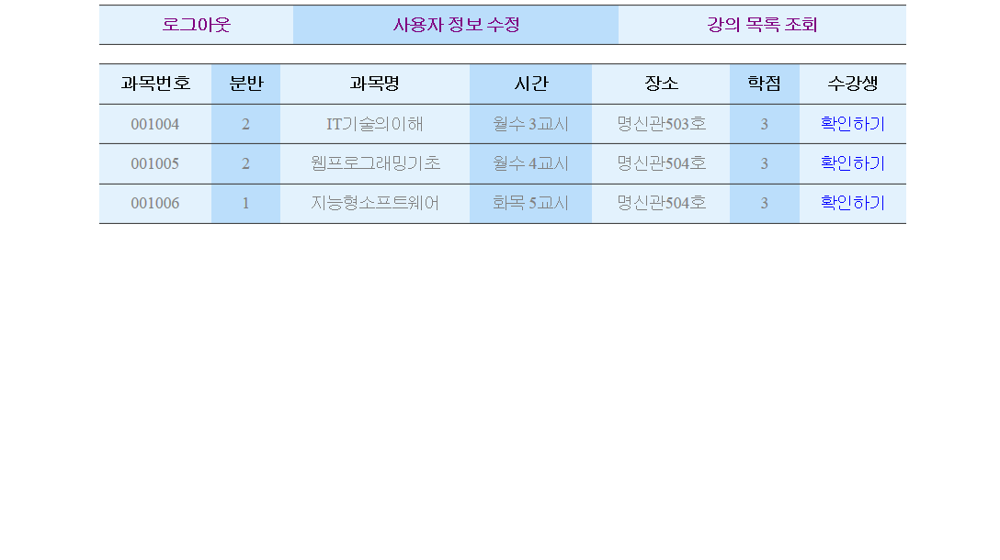 로그아웃 사용자 정보 수정 강의 목록 조회
과목번호 분반 과목명 시간 장소 학점 수강생
001004 2 IT기술의이해 월수 3교시 명신관503호 3 확인하기
001005 2 웹프로그래밍기초 월수 4교시 명신관504호 3 확인하기
001006 1 지능형소프트웨어 화목 5교시 명신관504호 3 확인하기